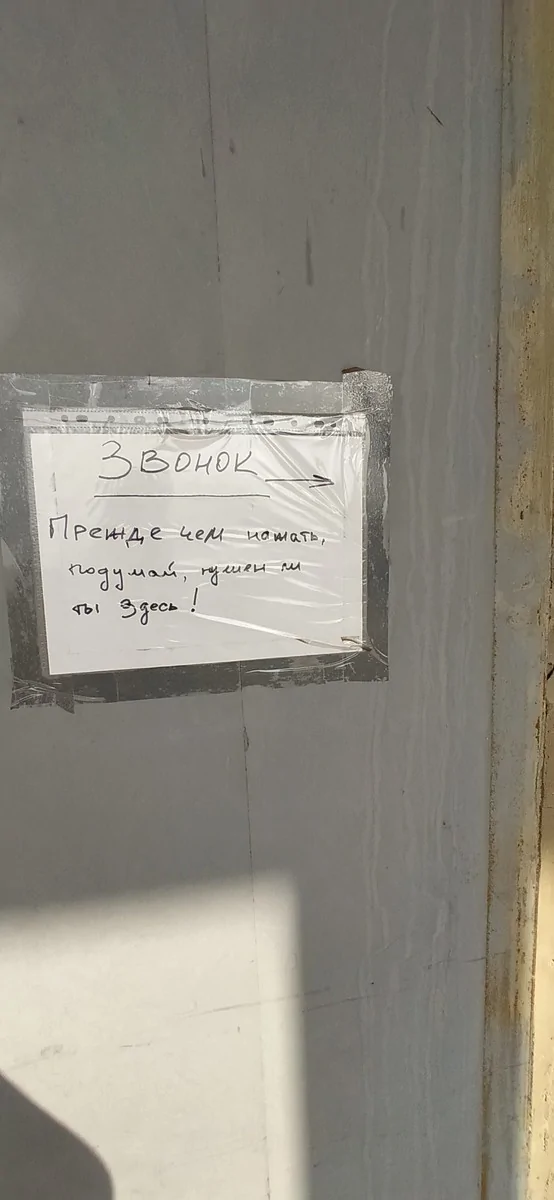 Звонок →
Прежде чем нажать,
подумай, нужен ли
ты здесь!